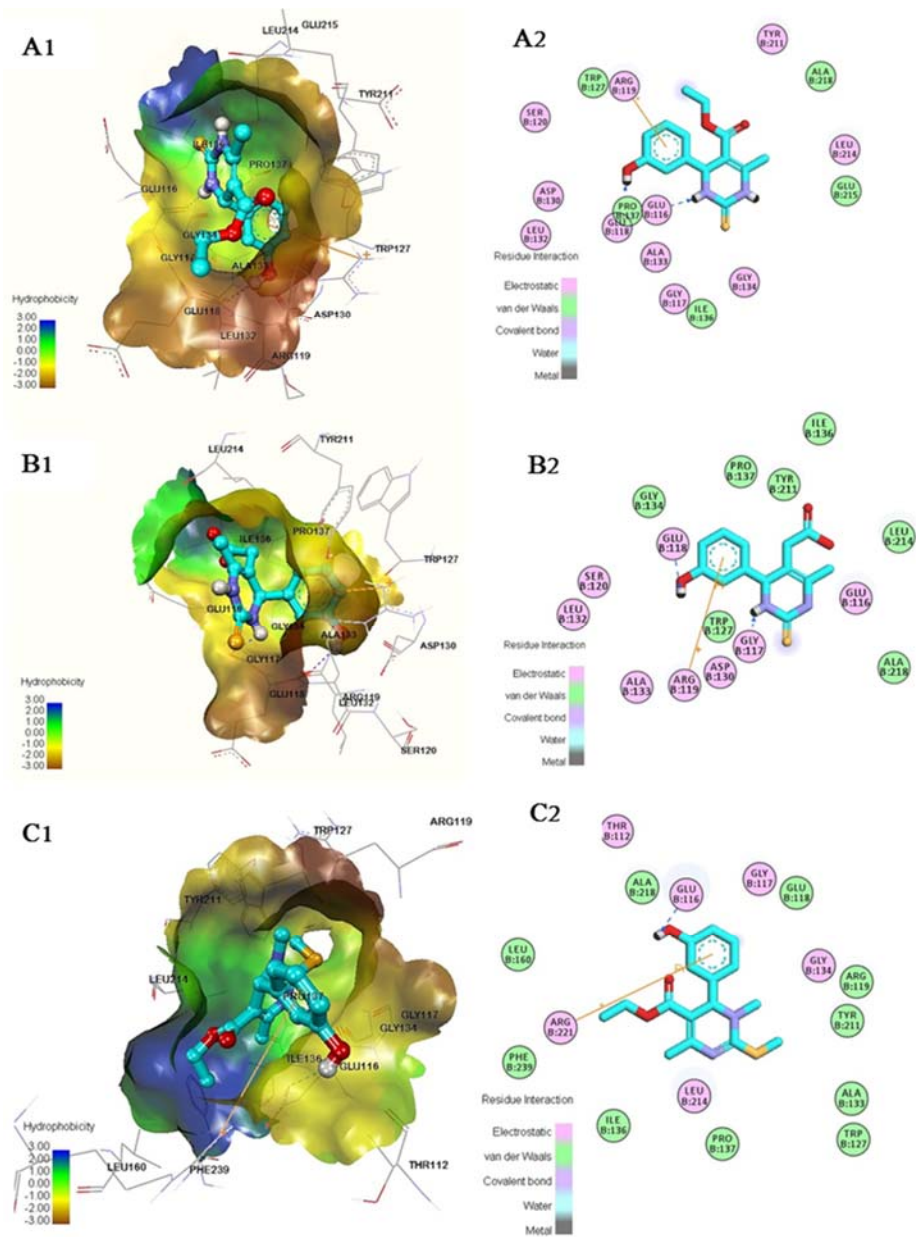 A1
LEU214
GLU215
TYR211
PRO137
GLU116
TRP127
GLU118
ASP130
LEU132
ARG119
Hydrophobicity
3.00
2.00
1.00
0.00
-1.00
-2.00
-3.00
A2
TYR
B:211
TRP
B:127
ARG
B:119
ALA
B:218
SER
B:120
LEU
B:214
GLU
B:215
ASP
B:130
PRO
B:137
GLU
B:116
LEU
B:132
GLU
B:118
ALA
B:133
GLY
B:134
GLY
B:117
ILE
B:136
Residue Interaction
Electrostatic
van der Waals
Covalent bond
Water
Metal
B1
TYR211
LEU214
PRO137
ILE136
TRP127
GLU118
ALA133
GLY117
ASP130
ARG119
LEU132
SER120
Hydrophobicity
3.00
2.00
1.00
0.00
-1.00
-2.00
-3.00
B2
ILE
B:136
PRO
B:137
TYR
B:211
GLY
B:134
GLU
B:118
LEU
B:214
SER
B:120
LEU
B:132
GLU
B:116
TRP
B:127
GLY
B:117
ALA
B:133
ARG
B:119
ASP
B:130
ALA
B:218
Residue Interaction
Electrostatic
van der Waals
Covalent bond
Water
Metal
C1
ARG119
TRP127
TYR211
LEU214
PRO137
GLY117
GLY134
ILE136
GLU116
LEU160
PHE239
THR112
Hydrophobicity
3.00
2.00
1.00
0.00
-1.00
-2.00
-3.00
C2
THR
B:112
ALA
B:218
GLU
B:116
GLY
B:117
GLU
B:118
LEU
B:160
GLY
B:134
ARG
B:119
ARG
B:221
TYR
B:211
PHE
B:239
LEU
B:214
ALA
B:133
ILE
B:136
PRO
B:137
TRP
B:127
Residue Interaction
Electrostatic
van der Waals
Covalent bond
Water
Metal